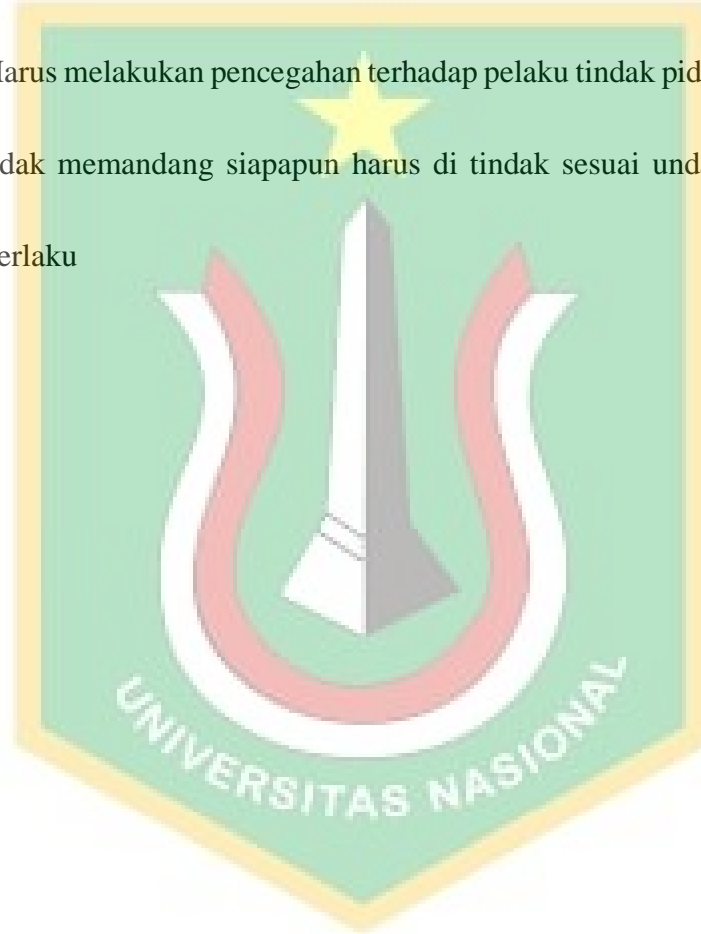 Harus melakukan pencegahan terhadap pelaku tindak pid
dak memandang siapapun harus di tindak sesuai und
erlaku
UNIVERSITAS NASIONAL